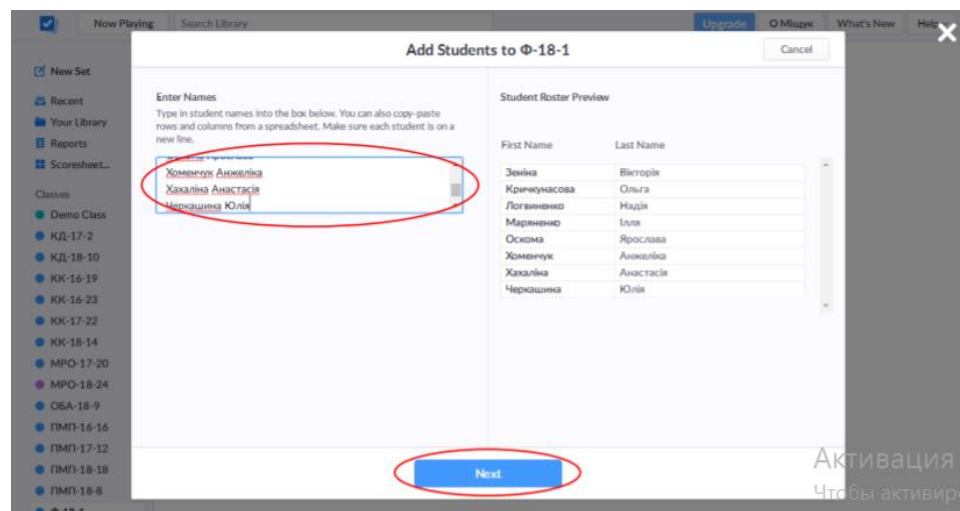 Now Playing
Search Library
Upgrade
О Міщук
What's New
Help
Add Students to Ф-18-1
Cancel
New Set
Recent
Your Library
Reports
Scoresheet...
Classes
Demo Class
КД-17-2
КД-18-10
КК-16-19
КК-16-23
КК-17-22
КК-18-14
МРО-17-20
МРО-18-24
ОБА-18-9
ПМП-16-16
ПМП-17-12
ПМП-18-18
ПМП-18-8
Ф-18-1
Enter Names
Type in student names into the box below. You can also copy-paste
rows and columns from a spreadsheet. Make sure each student is on a
new line.
Хоменчук Анжеліка
Хахаліна Анастасія
Черкашина Юлія
Student Roster Preview
First Name Last Name
Зеніна Вікторія
Кричкунасова Ольга
Логвиненко Надія
Маряненко Ілля
Оскома Ярослава
Хоменчук Анжеліка
Хахаліна Анастасія
Черкашина Юлія
Next
Активация
Чтобы активир